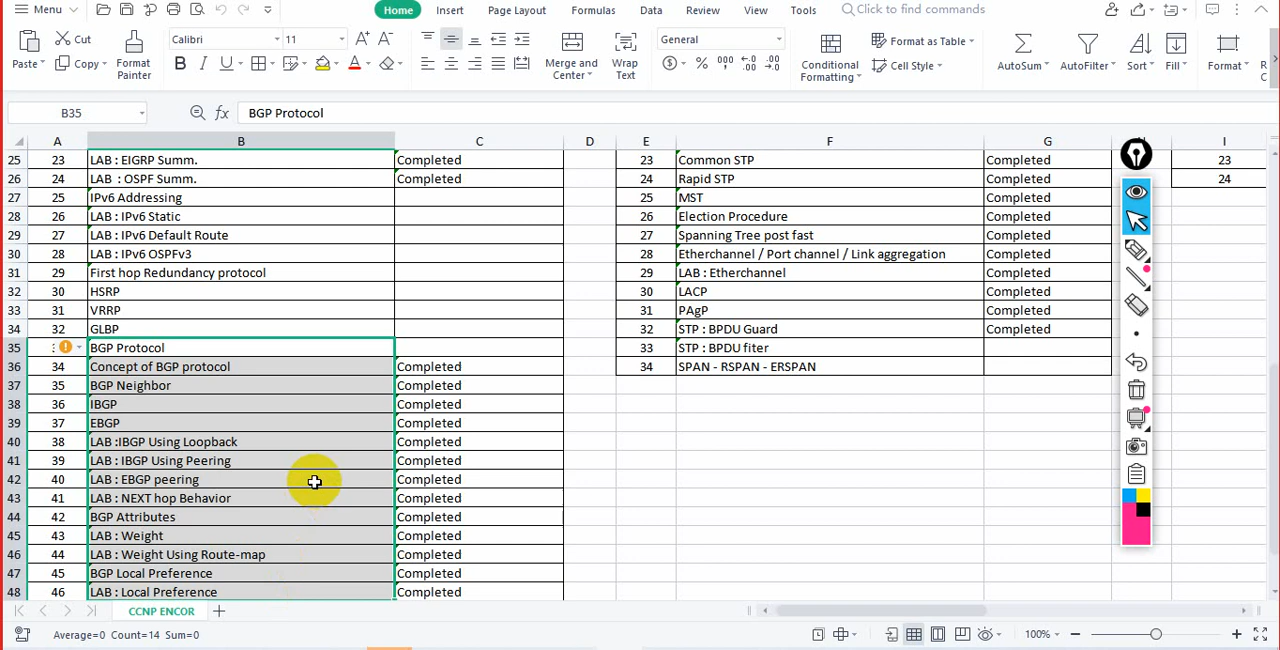 Menu
Home Insert Page Layout Formulas Data Review View Tools Click to find commands
Paste Cut Copy Format Painter Calibri 11 Merge and Center Wrap Text General Conditional Formatting Format as Table Cell Style AutoSum AutoFilter Sort Fill Format
B35 BGP Protocol
A B C D E F G I
25 23 LAB : EIGRP Summ. Completed 23 Common STP Completed 23
26 24 LAB : OSPF Summ. Completed 24 Rapid STP Completed 24
27 25 IPv6 Addressing 25 MST Completed
28 26 LAB : IPv6 Static 26 Election Procedure Completed
29 27 LAB : IPv6 Default Route 27 Spanning Tree post fast Completed
30 28 LAB : IPv6 OSPFv3 28 Etherchannel / Port channel / Link aggregation Completed
31 29 First hop Redundancy protocol 29 LAB : Etherchannel Completed
32 30 HSRP 30 LACP Completed
33 31 VRRP 31 PAgP Completed
34 32 GLBP 32 STP : BPDU Guard Completed
35 BGP Protocol 33 STP : BPDU fiter
36 34 Concept of BGP protocol Completed 34 SPAN - RSPAN - ERSPAN
37 35 BGP Neighbor Completed
38 36 IBGP Completed
39 37 EBGP Completed
40 38 LAB :IBGP Using Loopback Completed
41 39 LAB : IBGP Using Peering Completed
42 40 LAB : EBGP peering Completed
43 41 LAB : NEXT hop Behavior Completed
44 42 BGP Attributes Completed
45 43 LAB : Weight Completed
46 44 LAB : Weight Using Route-map Completed
47 45 BGP Local Preference Completed
48 46 LAB : Local Preference Completed
CCNP ENCOR
Average=0 Count=14 Sum=0 100%